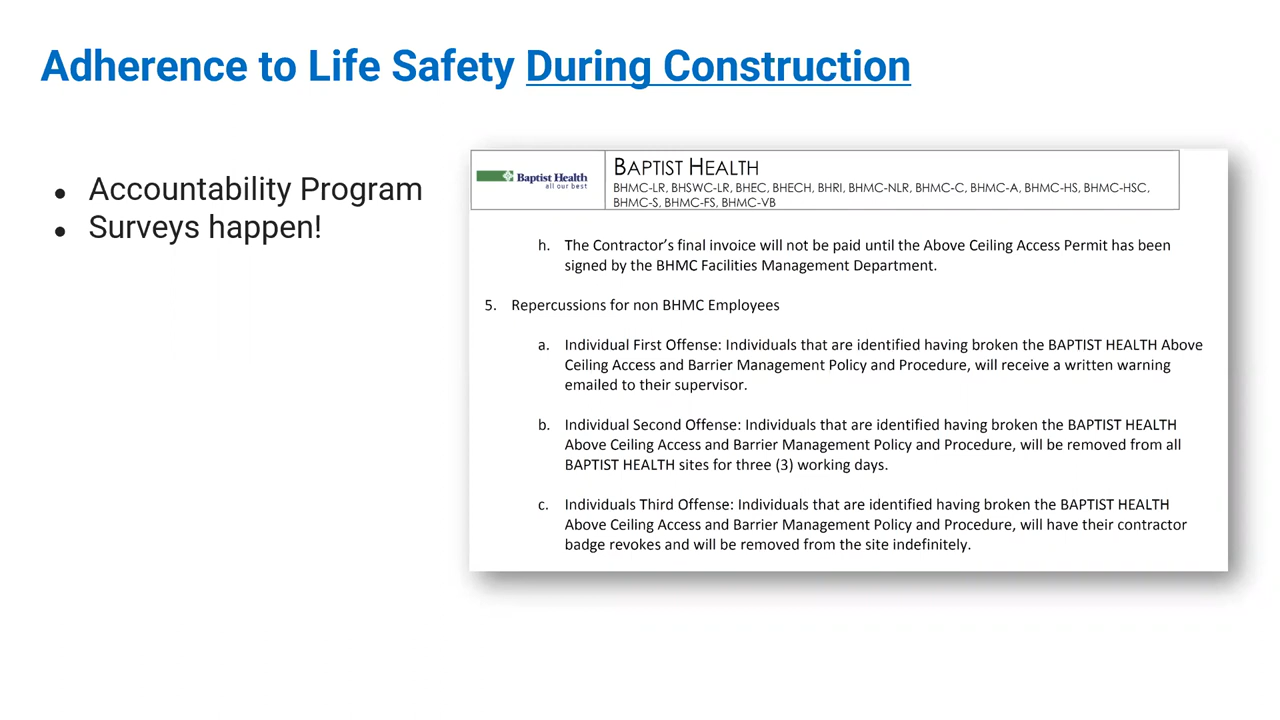 Adherence to Life Safety During Construction
• Accountability Program
• Surveys happen!
Baptist Health
all our best
BAPTIST HEALTH
BHMC-LR, BHSWC-LR, BHEC, BHECH, BHRI, BHMC-NLR, BHMC-C, BHMC-A, BHMC-HS, BHMC-HSC,
BHMC-S, BHMC-FS, BHMC-VB
h. The Contractor’s final invoice will not be paid until the Above Ceiling Access Permit has been
signed by the BHMC Facilities Management Department.
5. Repercussions for non BHMC Employees
a. Individual First Offense: Individuals that are identified having broken the BAPTIST HEALTH Above
Ceiling Access and Barrier Management Policy and Procedure, will receive a written warning
emailed to their supervisor.
b. Individual Second Offense: Individuals that are identified having broken the BAPTIST HEALTH
Above Ceiling Access and Barrier Management Policy and Procedure, will be removed from all
BAPTIST HEALTH sites for three (3) working days.
c. Individuals Third Offense: Individuals that are identified having broken the BAPTIST HEALTH
Above Ceiling Access and Barrier Management Policy and Procedure, will have their contractor
badge revokes and will be removed from the site indefinitely.